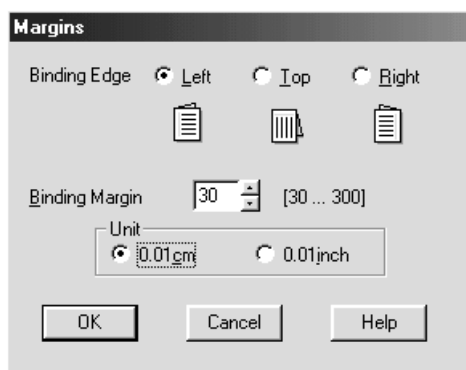 Margins
Binding Edge Left Top Right
Binding Margin 30 [30 ... 300]
Unit
0.01cm 0.01inch
OK Cancel Help